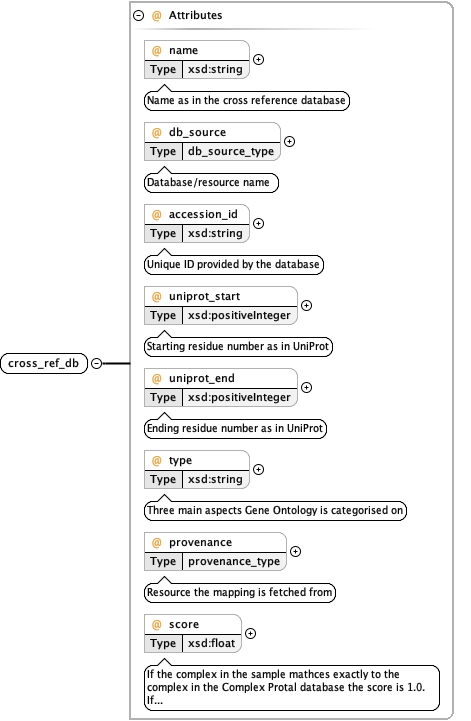 @ Attributes
@ name
Type xsd:string
Name as in the cross reference database
@ db_source
Type db_source_type
Database/resource name
@ accession_id
Type xsd:string
Unique ID provided by the database
@ uniprot_start
Type xsd:positiveInteger
Starting residue number as in UniProt
cross_ref_db
@ uniprot_end
Type xsd:positiveInteger
Ending residue number as in UniProt
@ type
Type xsd:string
Three main aspects Gene Ontology is categorised on
@ provenance
Type provenance_type
Resource the mapping is fetched from
@ score
Type xsd:float
If the complex in the sample mathces exactly to the
complex in the Complex Protal database the score is 1.0.
If...